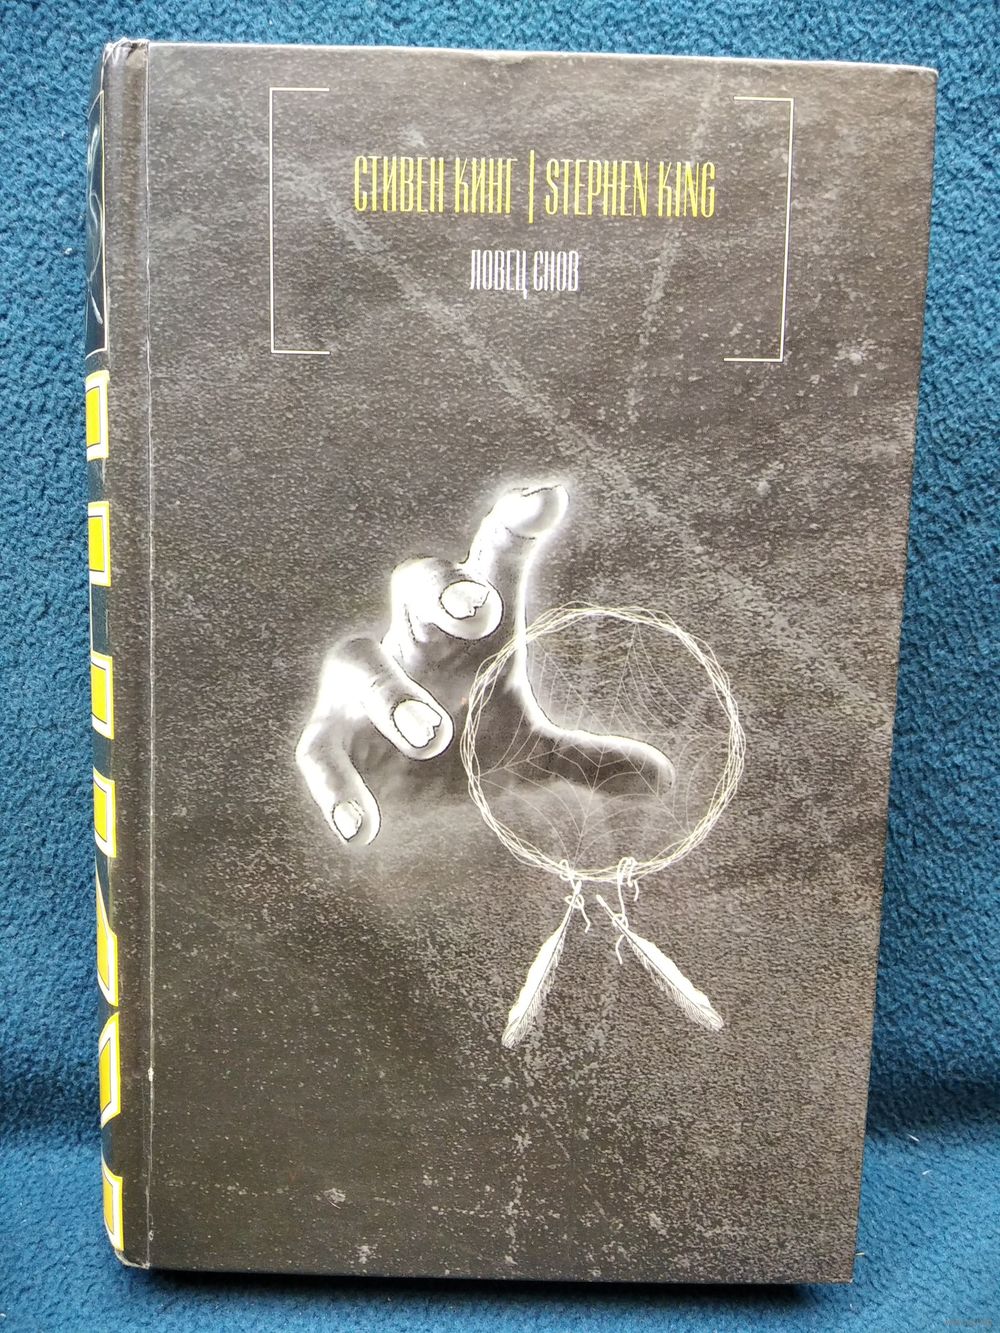 СТИВЕН КИНГ | STEPHEN KING
ЛОВЕЦ СНОВ